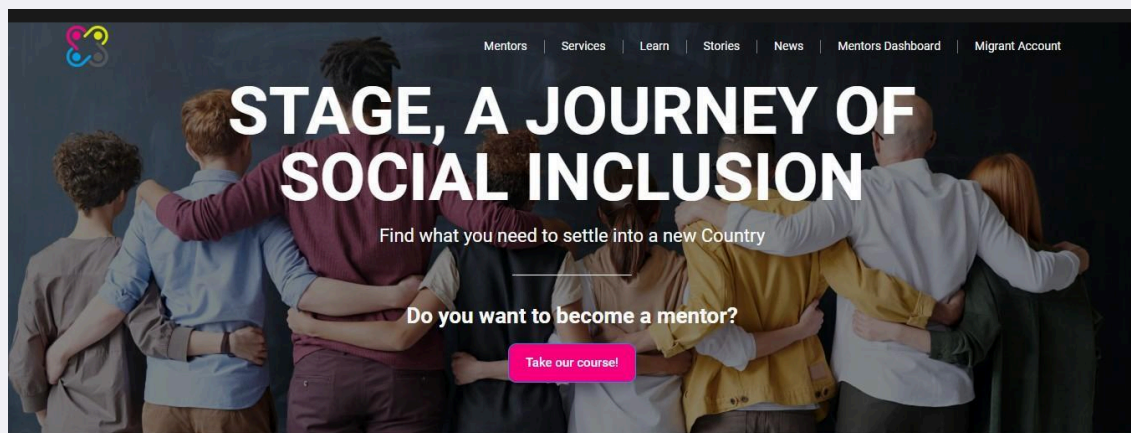 Mentors
Services
Learn
Stories
News
Mentors Dashboard
Migrant Account
STAGE, A JOURNEY OF
SOCIAL INCLUSION
Find what you need to settle into a new Country
Do you want to become a mentor?
Take our course!